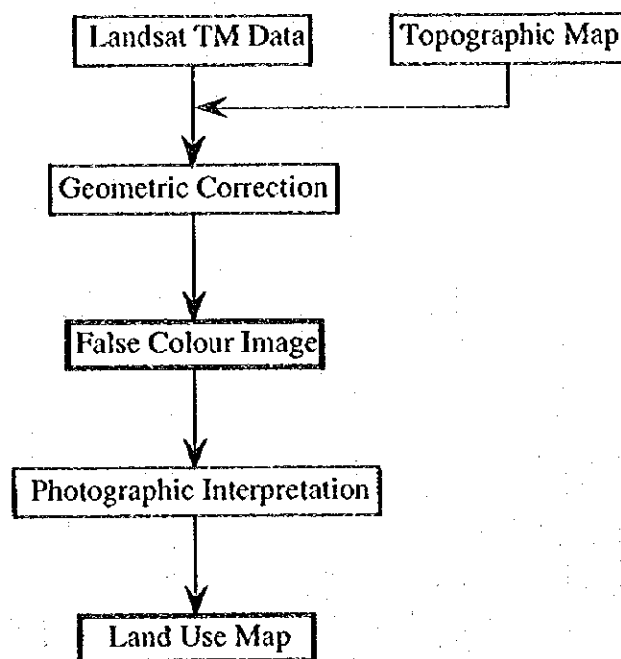 Landsat TM Data
Topographic Map
Geometric Correction
False Colour Image
Photographic Interpretation
Land Use Map